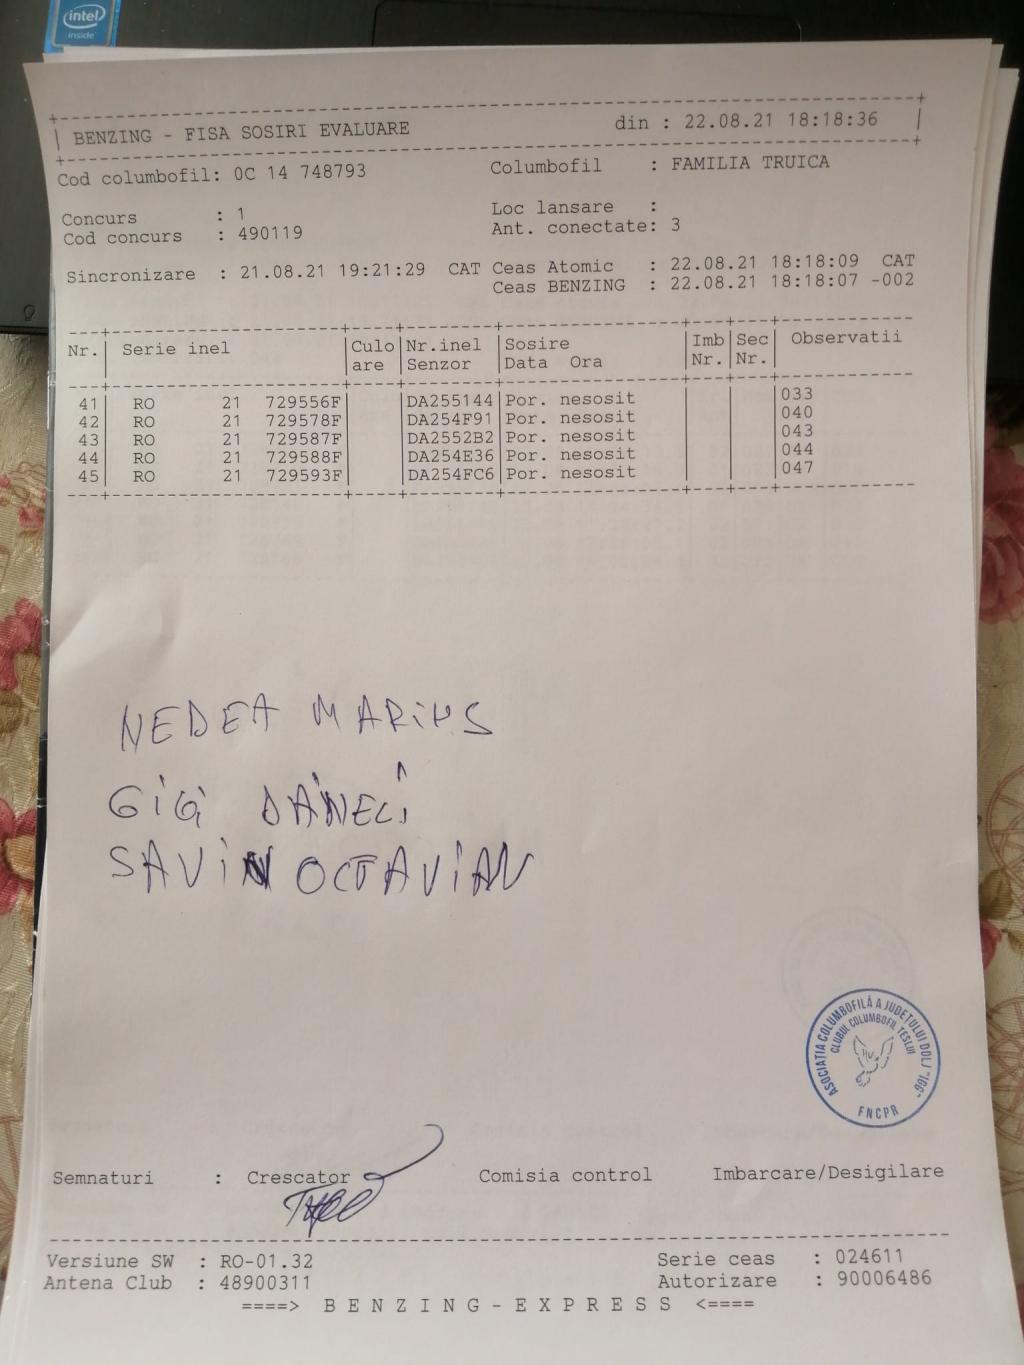 intel
inside
BENZING - FISA SOSIRI EVALUARE din : 22.08.21 18:18:36
Cod columbofil: 0C 14 748793 Columbofil : FAMILIA TRUICA
Concurs : 1 Loc lansare :
Cod concurs : 490119 Ant. conectate: 3
Sincronizare : 21.08.21 19:21:29 CAT Ceas Atomic : 22.08.21 18:18:09 CAT
Ceas BENZING : 22.08.21 18:18:07 -002
Nr. Serie inel Culo Nr.inel Sosire Imb Sec Observatii
are Senzor Data Ora Nr. Nr.
41 RO 21 729556F DA255144 Por. nesosit 033
42 RO 21 729578F DA254F91 Por. nesosit 040
43 RO 21 729587F DA2552B2 Por. nesosit 043
44 RO 21 729588F DA254E36 Por. nesosit 044
45 RO 21 729593F DA254FC6 Por. nesosit 047
NEDEA MARiUS
GiGi DĂNECi
SAViN OCTAViAN
ASOCIAȚIA COLUMBOFILĂ A JUDEȚULUI DOLJ "IGG"
CLUBUL COLUMBOFIL TESLUI
FNCPR
Semnaturi : Crescator Comisia control Imbarcare/Desigilare
Versiune SW : RO-01.32 Serie ceas : 024611
Antena Club : 48900311 Autorizare : 90006486
====> B E N Z I N G - E X P R E S S <====